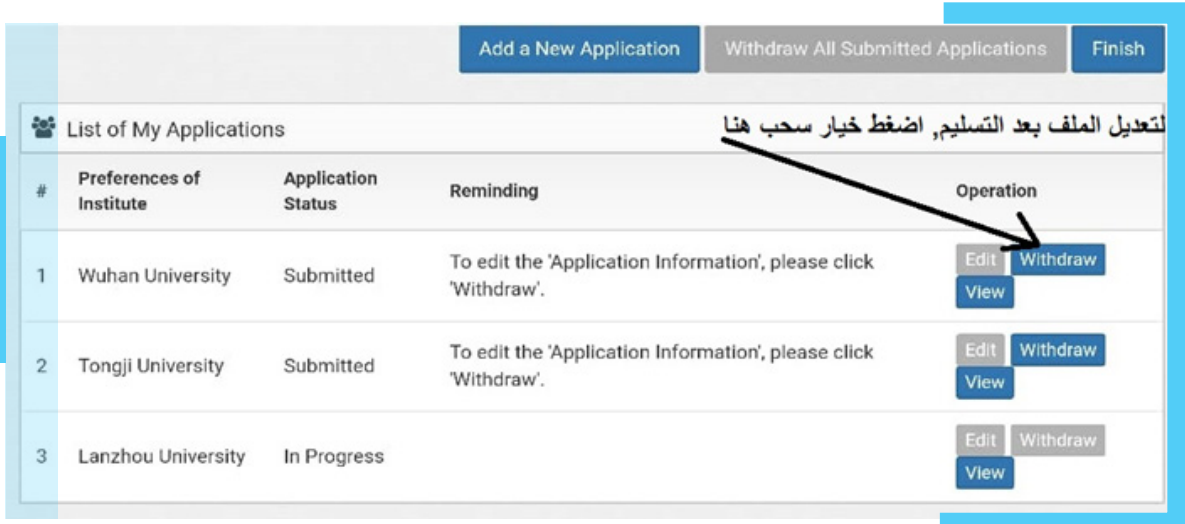 Add a New Application Withdraw All Submitted Applications Finish
List of My Applications
لتعديل الملف بعد التسليم, اضغط خيار سحب هنا
# Preferences of Institute Application Status Reminding Operation
1 Wuhan University Submitted To edit the 'Application Information', please click 'Withdraw'. Edit Withdraw View
2 Tongji University Submitted To edit the 'Application Information', please click 'Withdraw'. Edit Withdraw View
3 Lanzhou University In Progress Edit Withdraw View